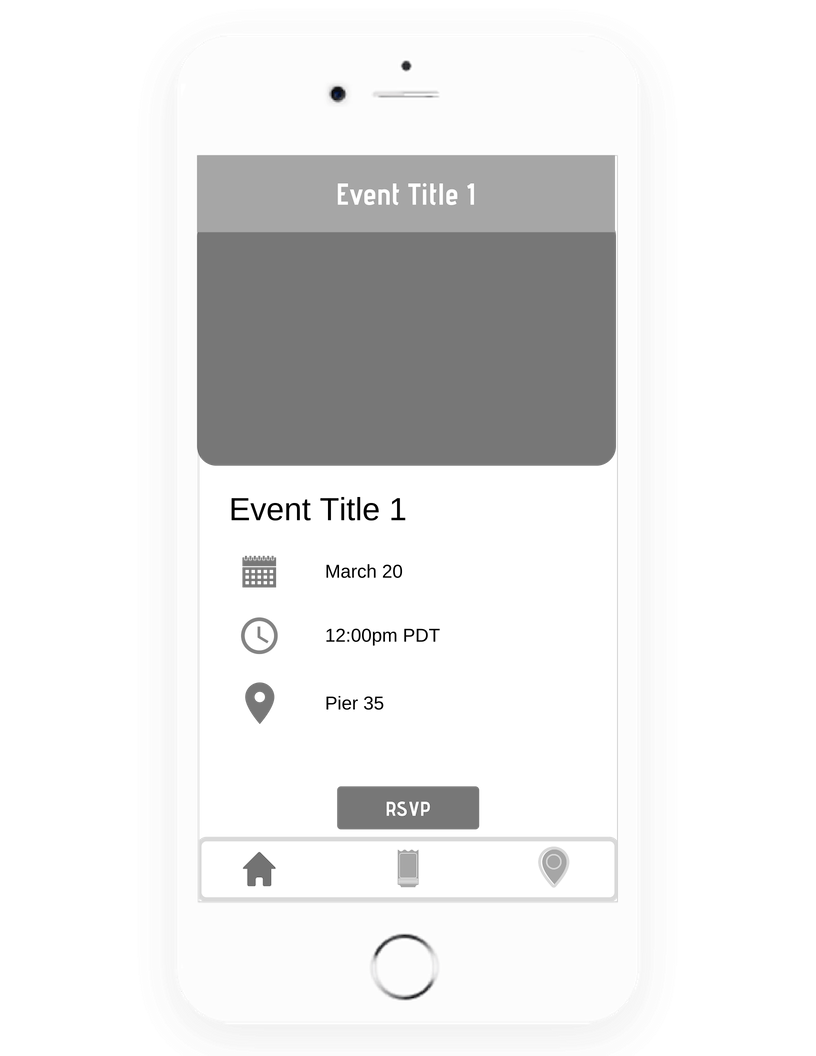 Event Title 1
Event Title 1
March 20
12:00pm PDT
Pier 35
RSVP